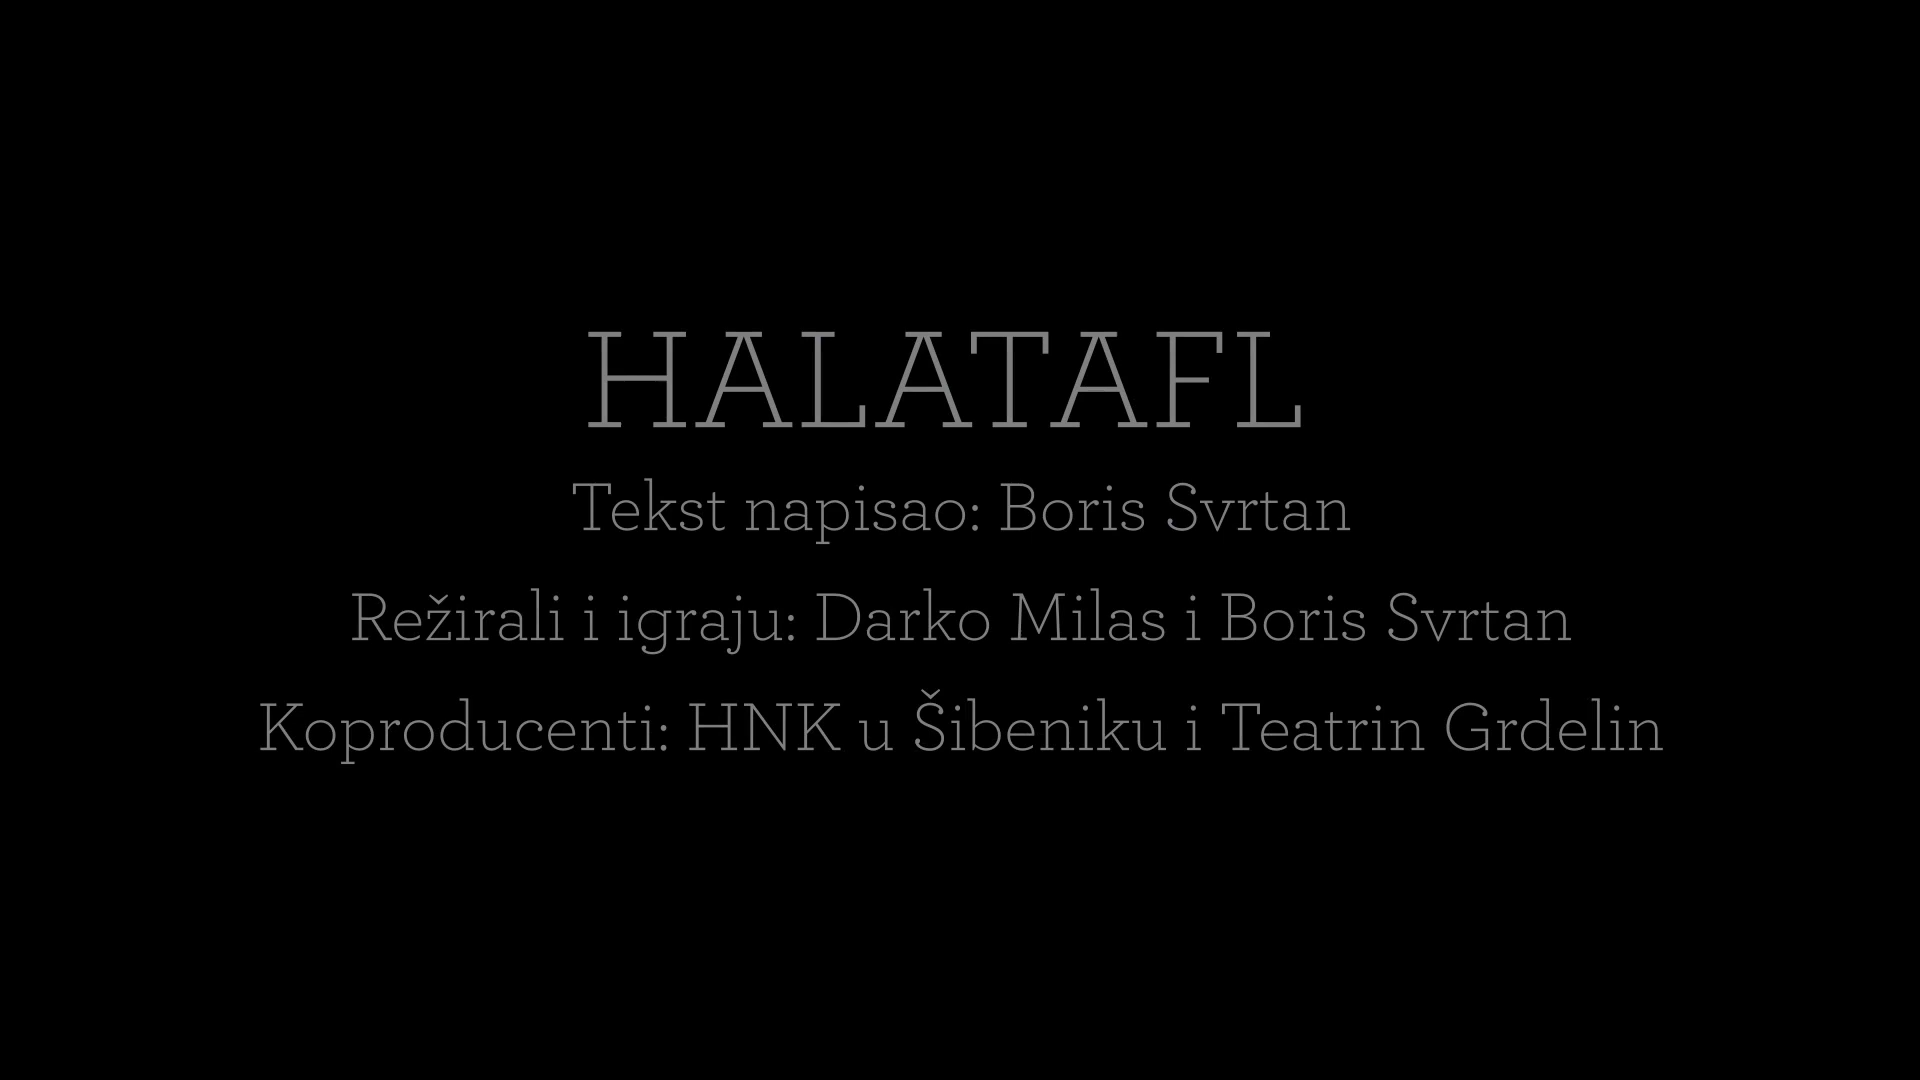 HALATAFL
Tekst napisao: Boris Svrtan
Režirali i igraju: Darko Milas i Boris Svrtan
Koproducenti: HNK u Šibeniku i Teatrin Grdelin